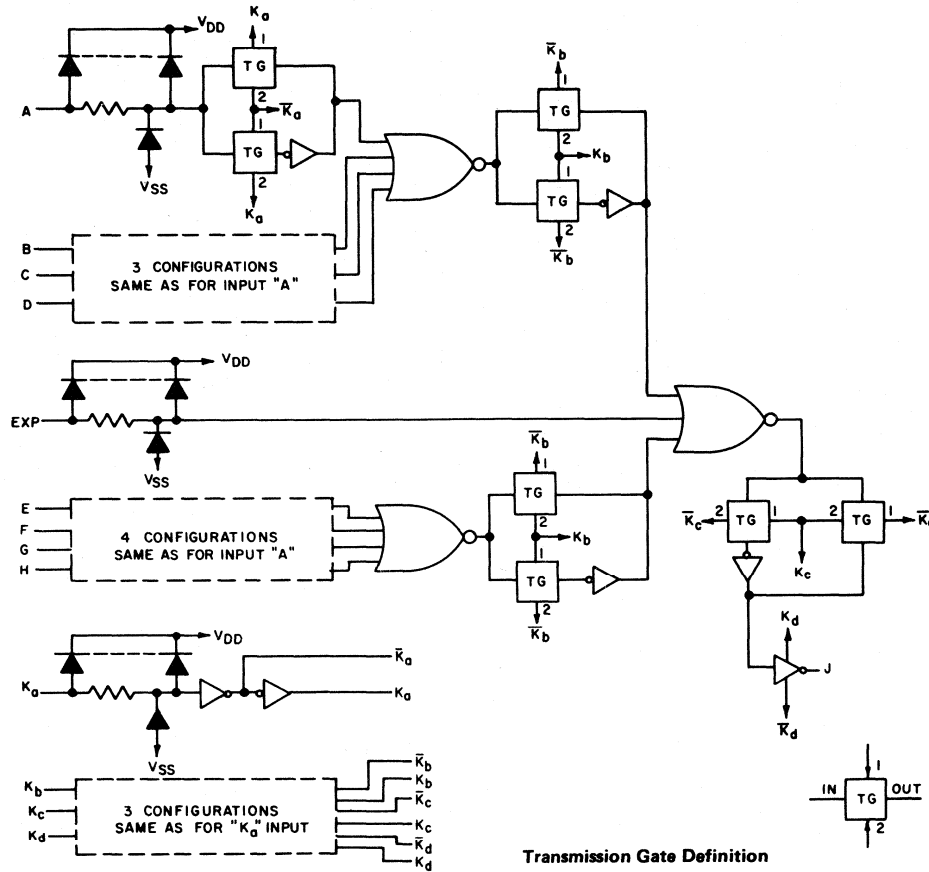 Ka
VDD
1
TG
2
A
K̅a
1
TG
2
VSS
Ka
K̅b
1
TG
2
Kb
1
TG
2
K̅b
B
C
D
3 CONFIGURATIONS
SAME AS FOR INPUT "A"
VDD
EXP
VSS
K̅b
1
TG
2
Kb
1
TG
2
K̅b
E
F
G
H
4 CONFIGURATIONS
SAME AS FOR INPUT "A"
K̅c
2
TG
1
Kc
2
TG
1
VDD
Ka
K̅a
Ka
VSS
Kd
J
K̅d
Kb
Kc
Kd
3 CONFIGURATIONS
SAME AS FOR "Ka" INPUT
K̅b
Kb
K̅c
Kc
K̅d
Kd
1
IN
TG
OUT
2
Transmission Gate Definition